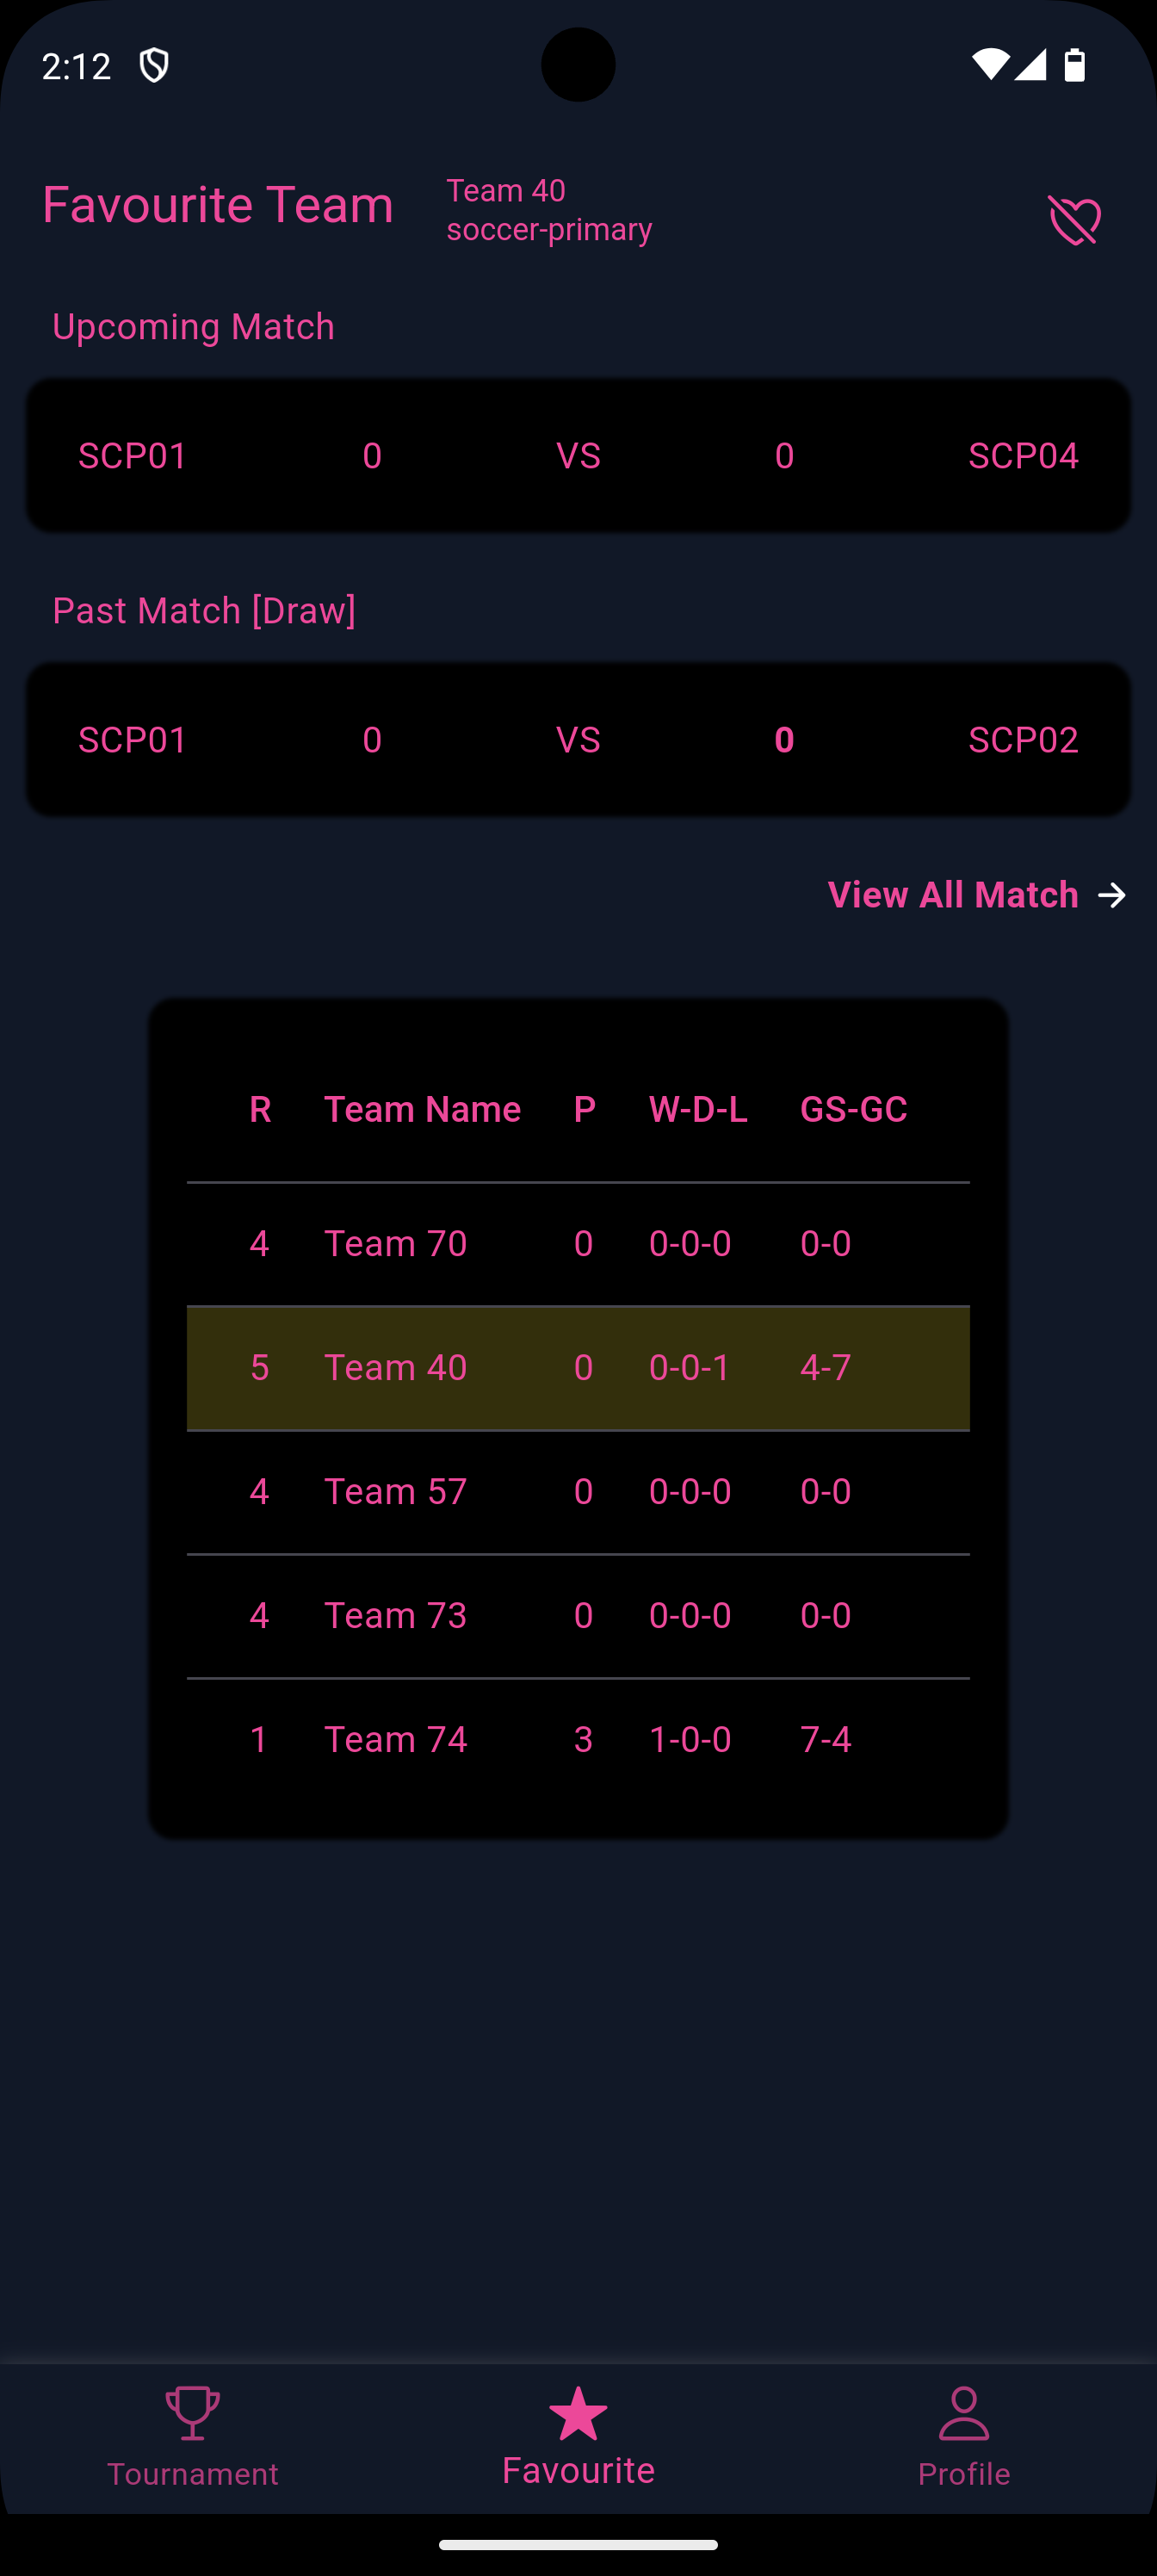 2:12
Favourite Team
Team 40
soccer-primary
Upcoming Match
SCP01 0 VS 0 SCP04
Past Match [Draw]
SCP01 0 VS 0 SCP02
View All Match
R Team Name P W-D-L GS-GC
4 Team 70 0 0-0-0 0-0
5 Team 40 0 0-0-1 4-7
4 Team 57 0 0-0-0 0-0
4 Team 73 0 0-0-0 0-0
1 Team 74 3 1-0-0 7-4
Tournament Favourite Profile